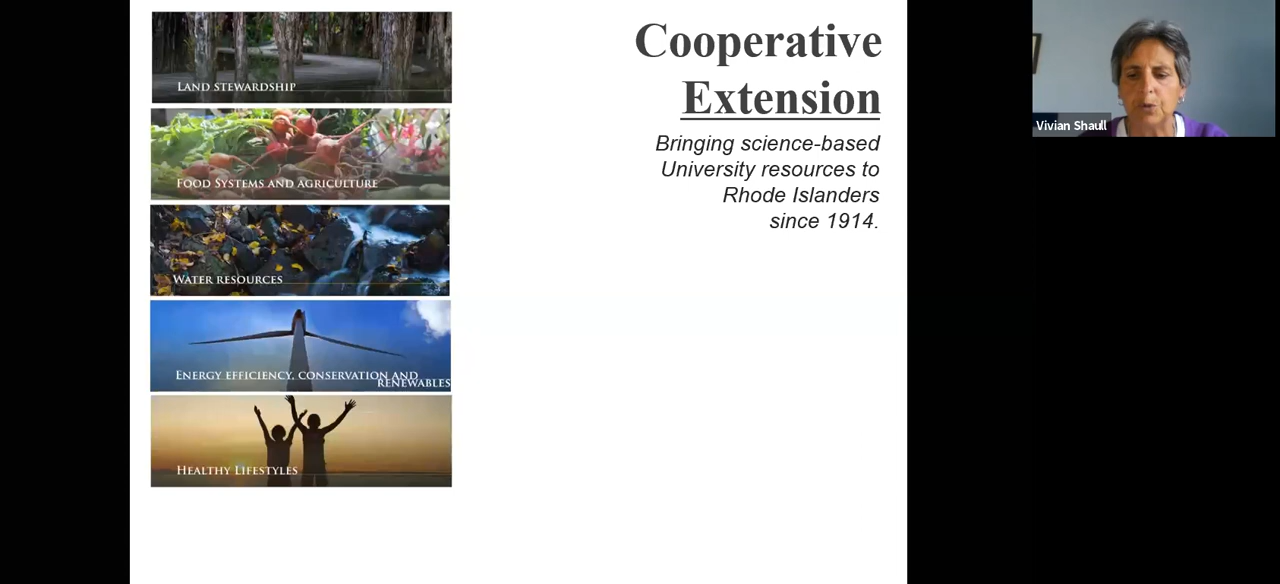 LAND STEWARDSHIP
FOOD SYSTEMS AND AGRICULTURE
WATER RESOURCES
ENERGY EFFICIENCY, CONSERVATION AND
RENEWABLES
HEALTHY LIFESTYLES
Cooperative
Extension
Bringing science-based
University resources to
Rhode Islanders
since 1914.
Vivian Shaull